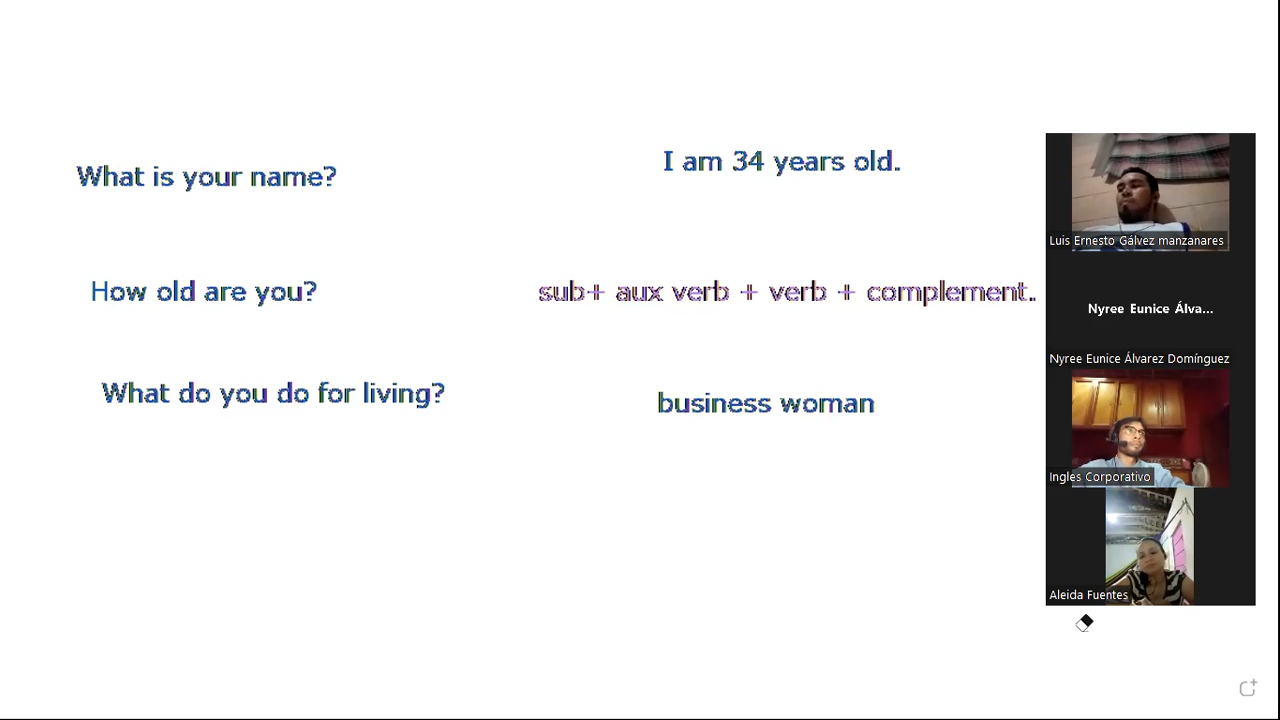 What is your name?
I am 34 years old.
How old are you?
sub+ aux verb + verb + complement.
What do you do for living?
business woman
Luis Ernesto Gálvez manzanares
Nyree Eunice Álva...
Nyree Eunice Álvarez Domínguez
Ingles Corporativo
Aleida Fuentes